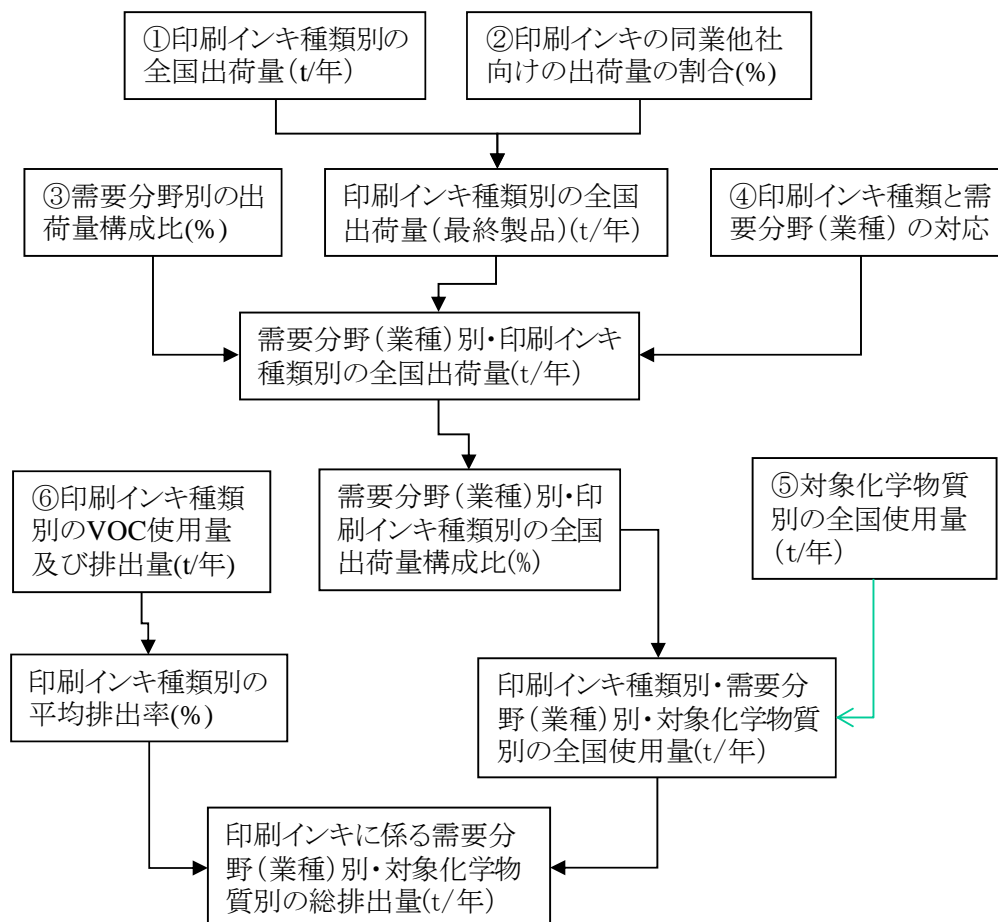 ①印刷インキ種類別の
全国出荷量(t/年)
②印刷インキの同業他社
向けの出荷量の割合(%)
③需要分野別の出
荷量構成比(%)
印刷インキ種類別の全国
出荷量(最終製品)(t/年)
④印刷インキ種類と需
要分野(業種) の対応
需要分野(業種)別・印刷インキ
種類別の全国出荷量(t/年)
⑥印刷インキ種類
別のVOC使用量
及び排出量(t/年)
需要分野(業種)別・印
刷インキ種類別の全国
出荷量構成比(%)
⑤対象化学物質
別の全国使用量
(t/年)
印刷インキ種類別の
平均排出率(%)
印刷インキ種類別・需要分
野(業種)別・対象化学物質
別の全国使用量(t/年)
印刷インキに係る需要分
野(業種)別・対象化学物
質別の総排出量(t/年)